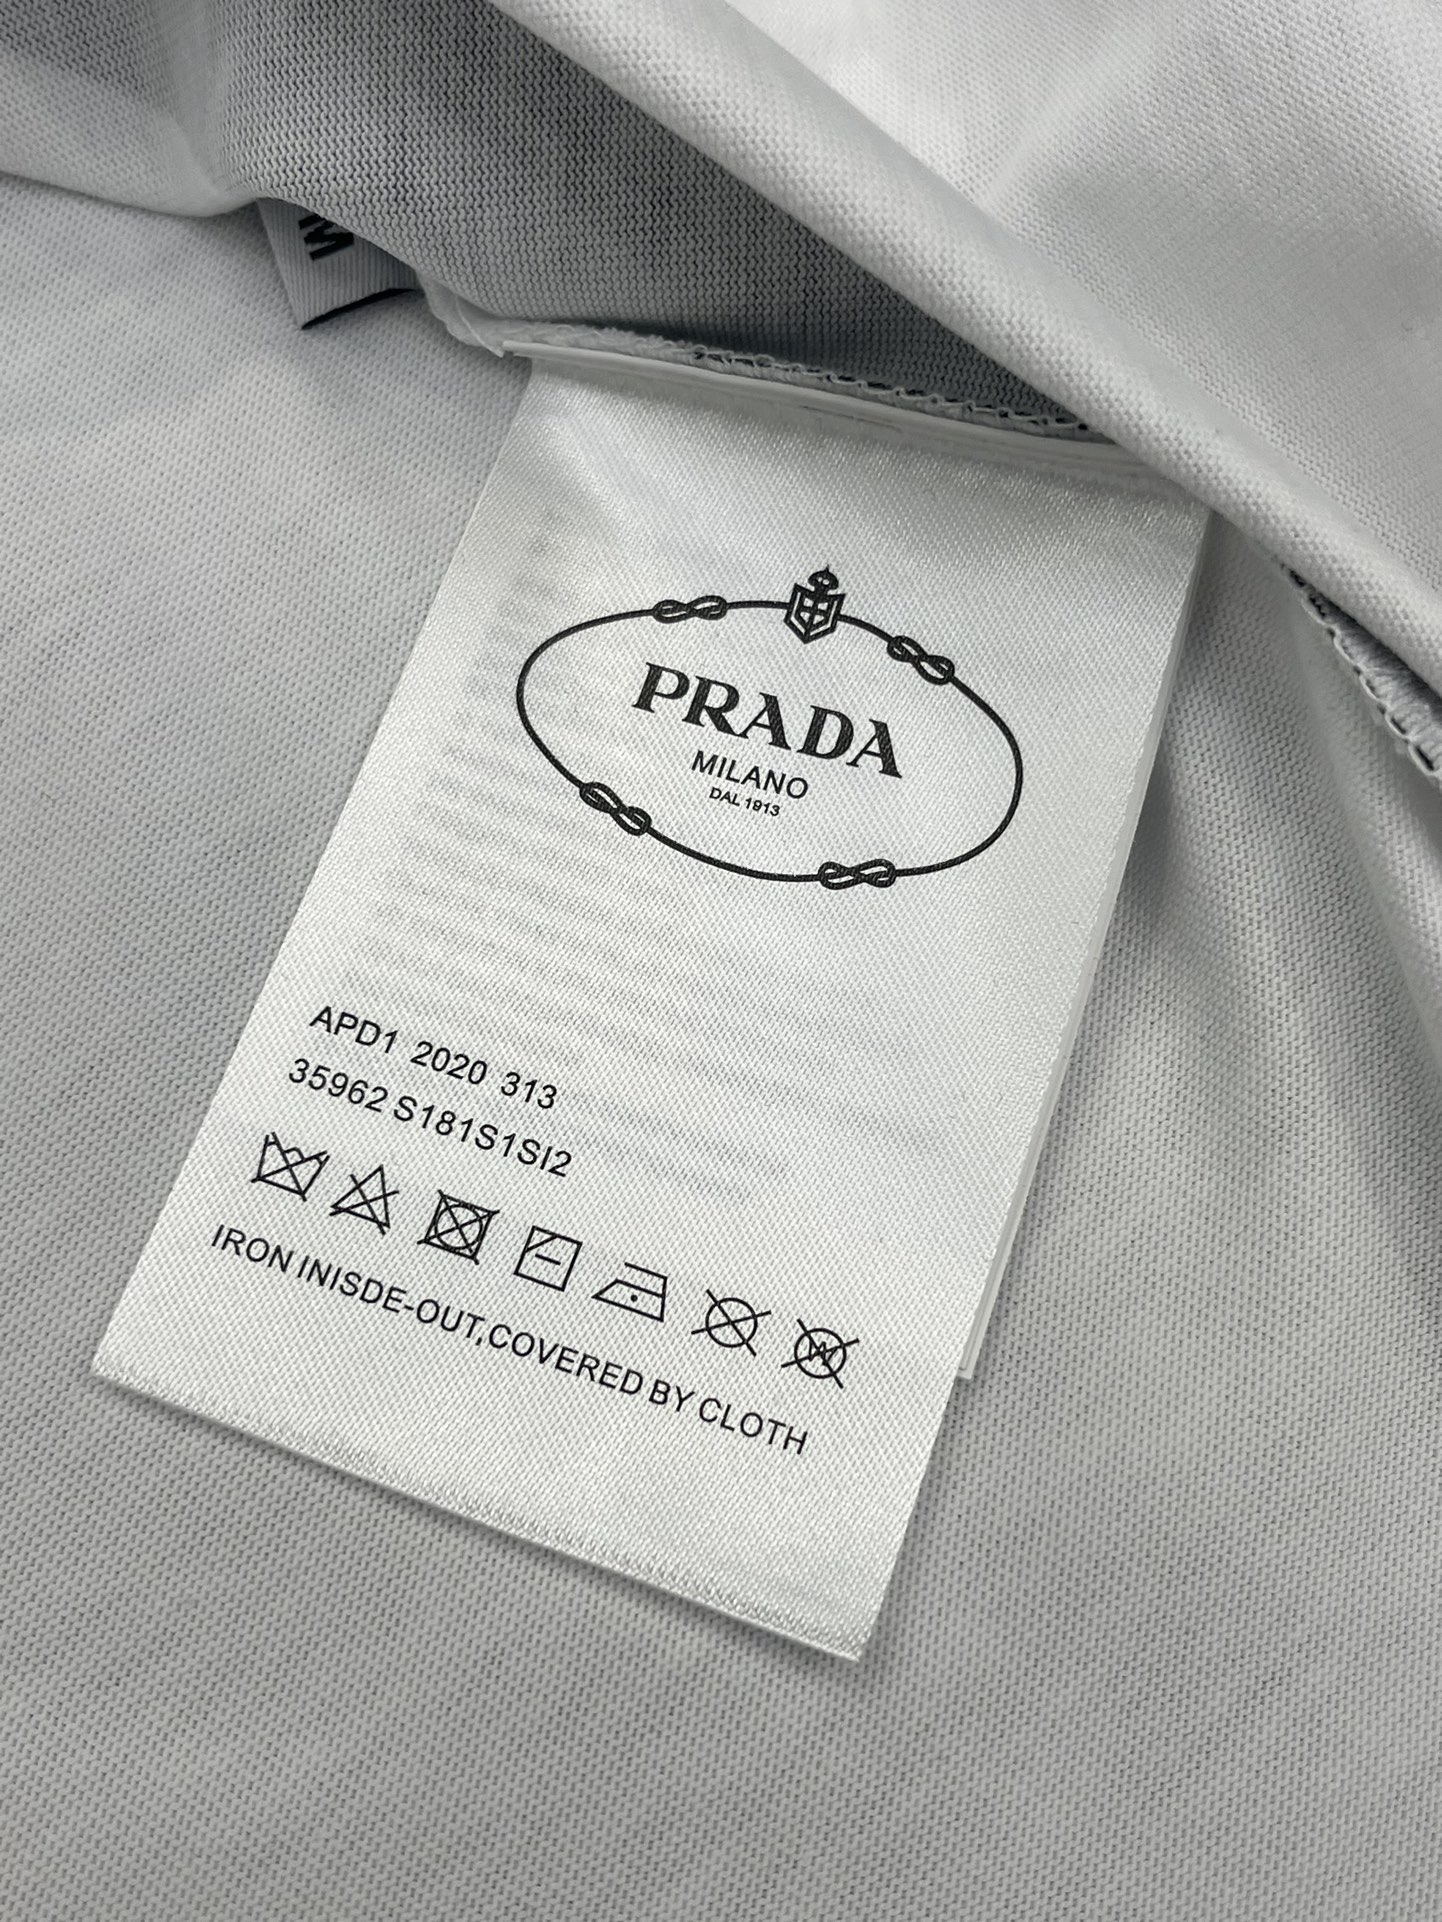 M
PRADA
MILANO
DAL 1913
APD1 2020 313
35962 S181S1SI2
W
IRON INISDE-OUT,COVERED BY CLOTH